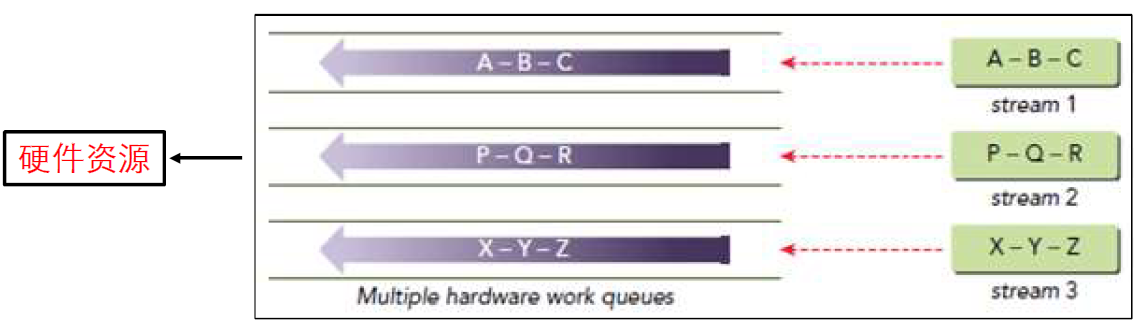 A – B – C
A – B – C
stream 1
硬件资源
P – Q – R
P – Q – R
stream 2
X – Y – Z
X – Y – Z
Multiple hardware work queues
stream 3